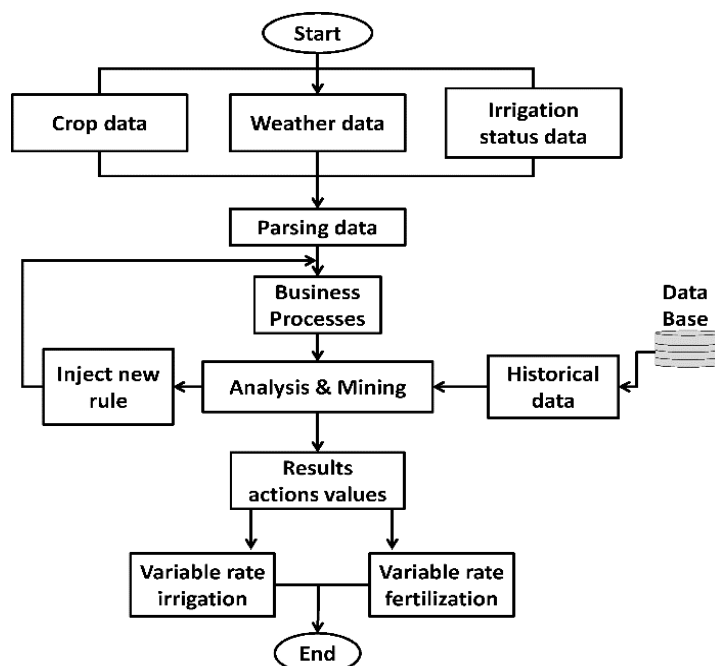 Start
Crop data
Weather data
Irrigation
status data
Parsing data
Business
Processes
Data
Base
Inject new
rule
Analysis & Mining
Historical
data
Results
actions values
Variable rate
irrigation
Variable rate
fertilization
End